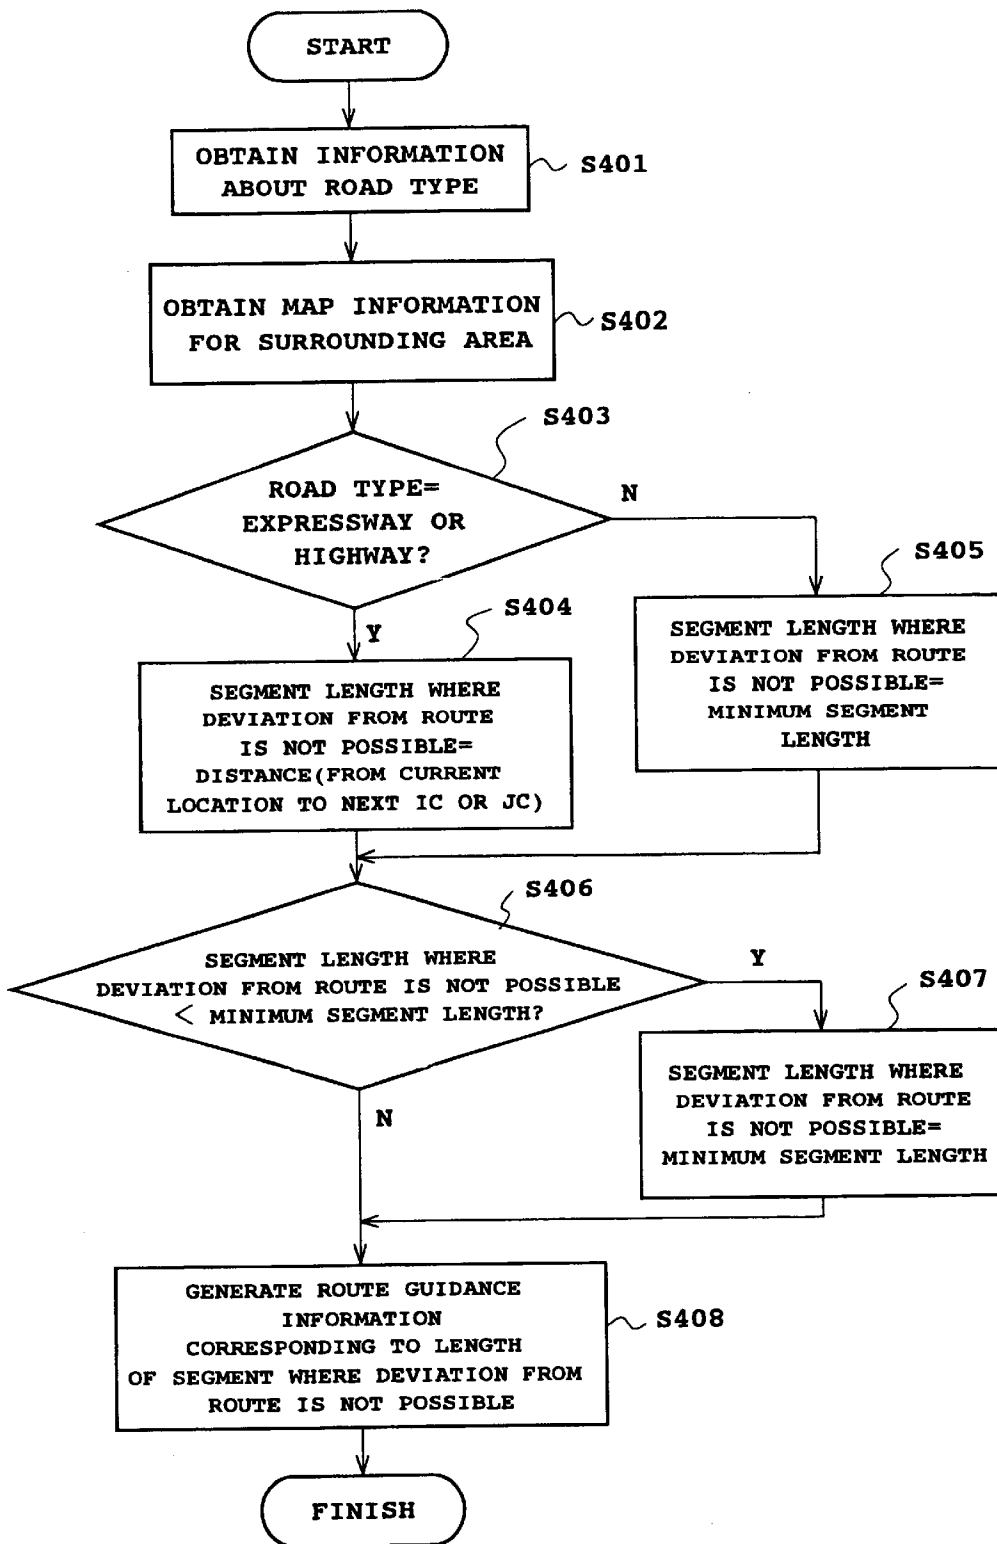 START
OBTAIN INFORMATION
ABOUT ROAD TYPE
S401
OBTAIN MAP INFORMATION
FOR SURROUNDING AREA
S402
S403
ROAD TYPE=
EXPRESSWAY OR
HIGHWAY?
N
Y
S404
SEGMENT LENGTH WHERE
DEVIATION FROM ROUTE
IS NOT POSSIBLE=
DISTANCE(FROM CURRENT
LOCATION TO NEXT IC OR JC)
S405
SEGMENT LENGTH WHERE
DEVIATION FROM ROUTE
IS NOT POSSIBLE=
MINIMUM SEGMENT
LENGTH
S406
SEGMENT LENGTH WHERE
DEVIATION FROM ROUTE IS NOT POSSIBLE
< MINIMUM SEGMENT LENGTH?
Y
N
S407
SEGMENT LENGTH WHERE
DEVIATION FROM ROUTE
IS NOT POSSIBLE=
MINIMUM SEGMENT LENGTH
GENERATE ROUTE GUIDANCE
INFORMATION
CORRESPONDING TO LENGTH
OF SEGMENT WHERE DEVIATION FROM
ROUTE IS NOT POSSIBLE
S408
FINISH